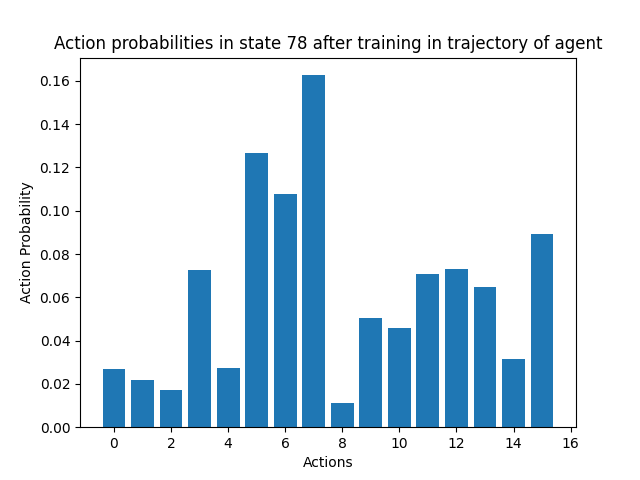 Action probabilities in state 78 after training in trajectory of agent
0.16
0.14
0.12
0.10
0.08
0.06
0.04
0.02
0.00
Action Probability
0 2 4 6 8 10 12 14 16
Actions